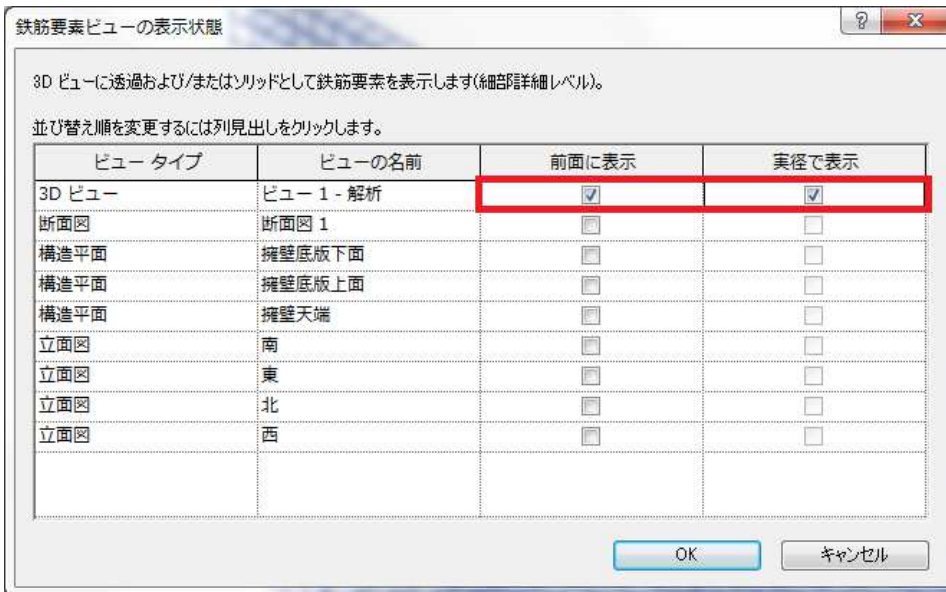 鉄筋要素ビューの表示状態
3D ビューに透過および/またはソリッドとして鉄筋要素を表示します(細部詳細レベル)。
並び替え順を変更するには列見出しをクリックします。
ビュー タイプ ビューの名前 前面に表示 実径で表示
3D ビュー ビュー 1 - 解析
断面図 断面図 1
構造平面 擁壁底版下面
構造平面 擁壁底版上面
構造平面 擁壁天端
立面図 南
立面図 東
立面図 北
立面図 西
OK キャンセル